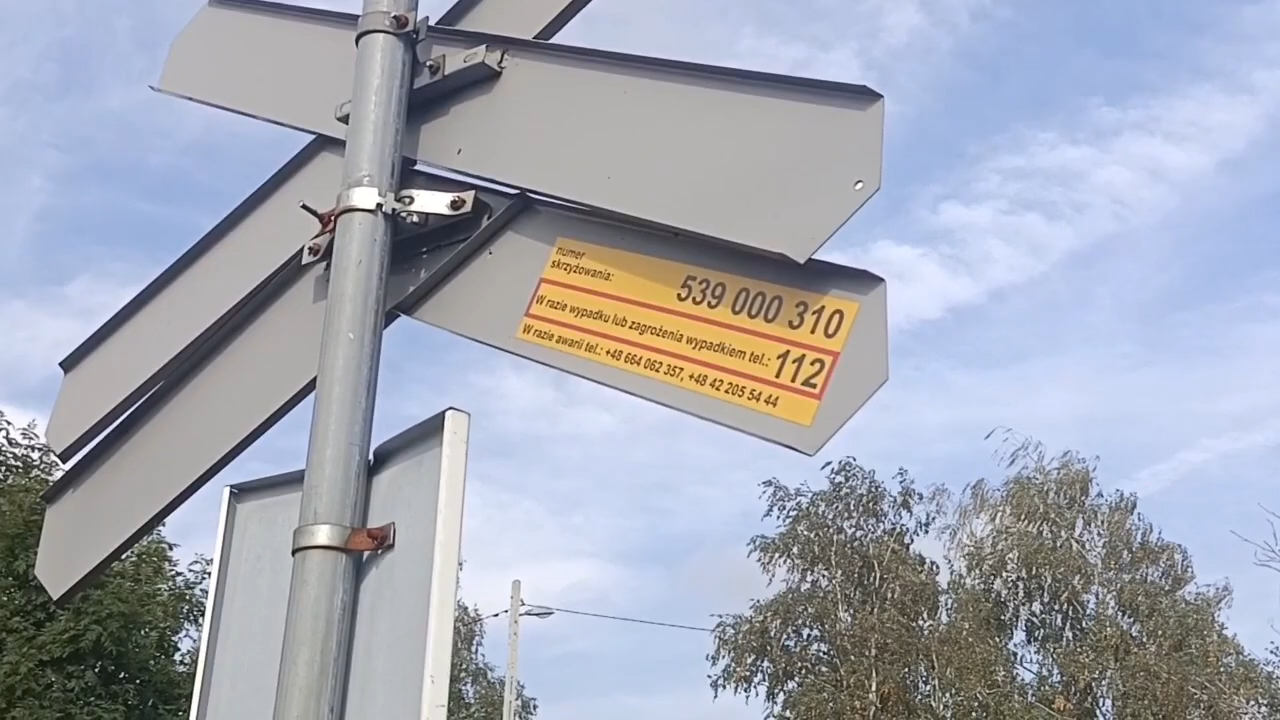 numer
skrzyżowania:
539 000 310
W razie wypadku lub zagrożenia wypadkiem tel.: 112
W razie awarii tel.: +48 664 062 357, +48 42 205 54 44